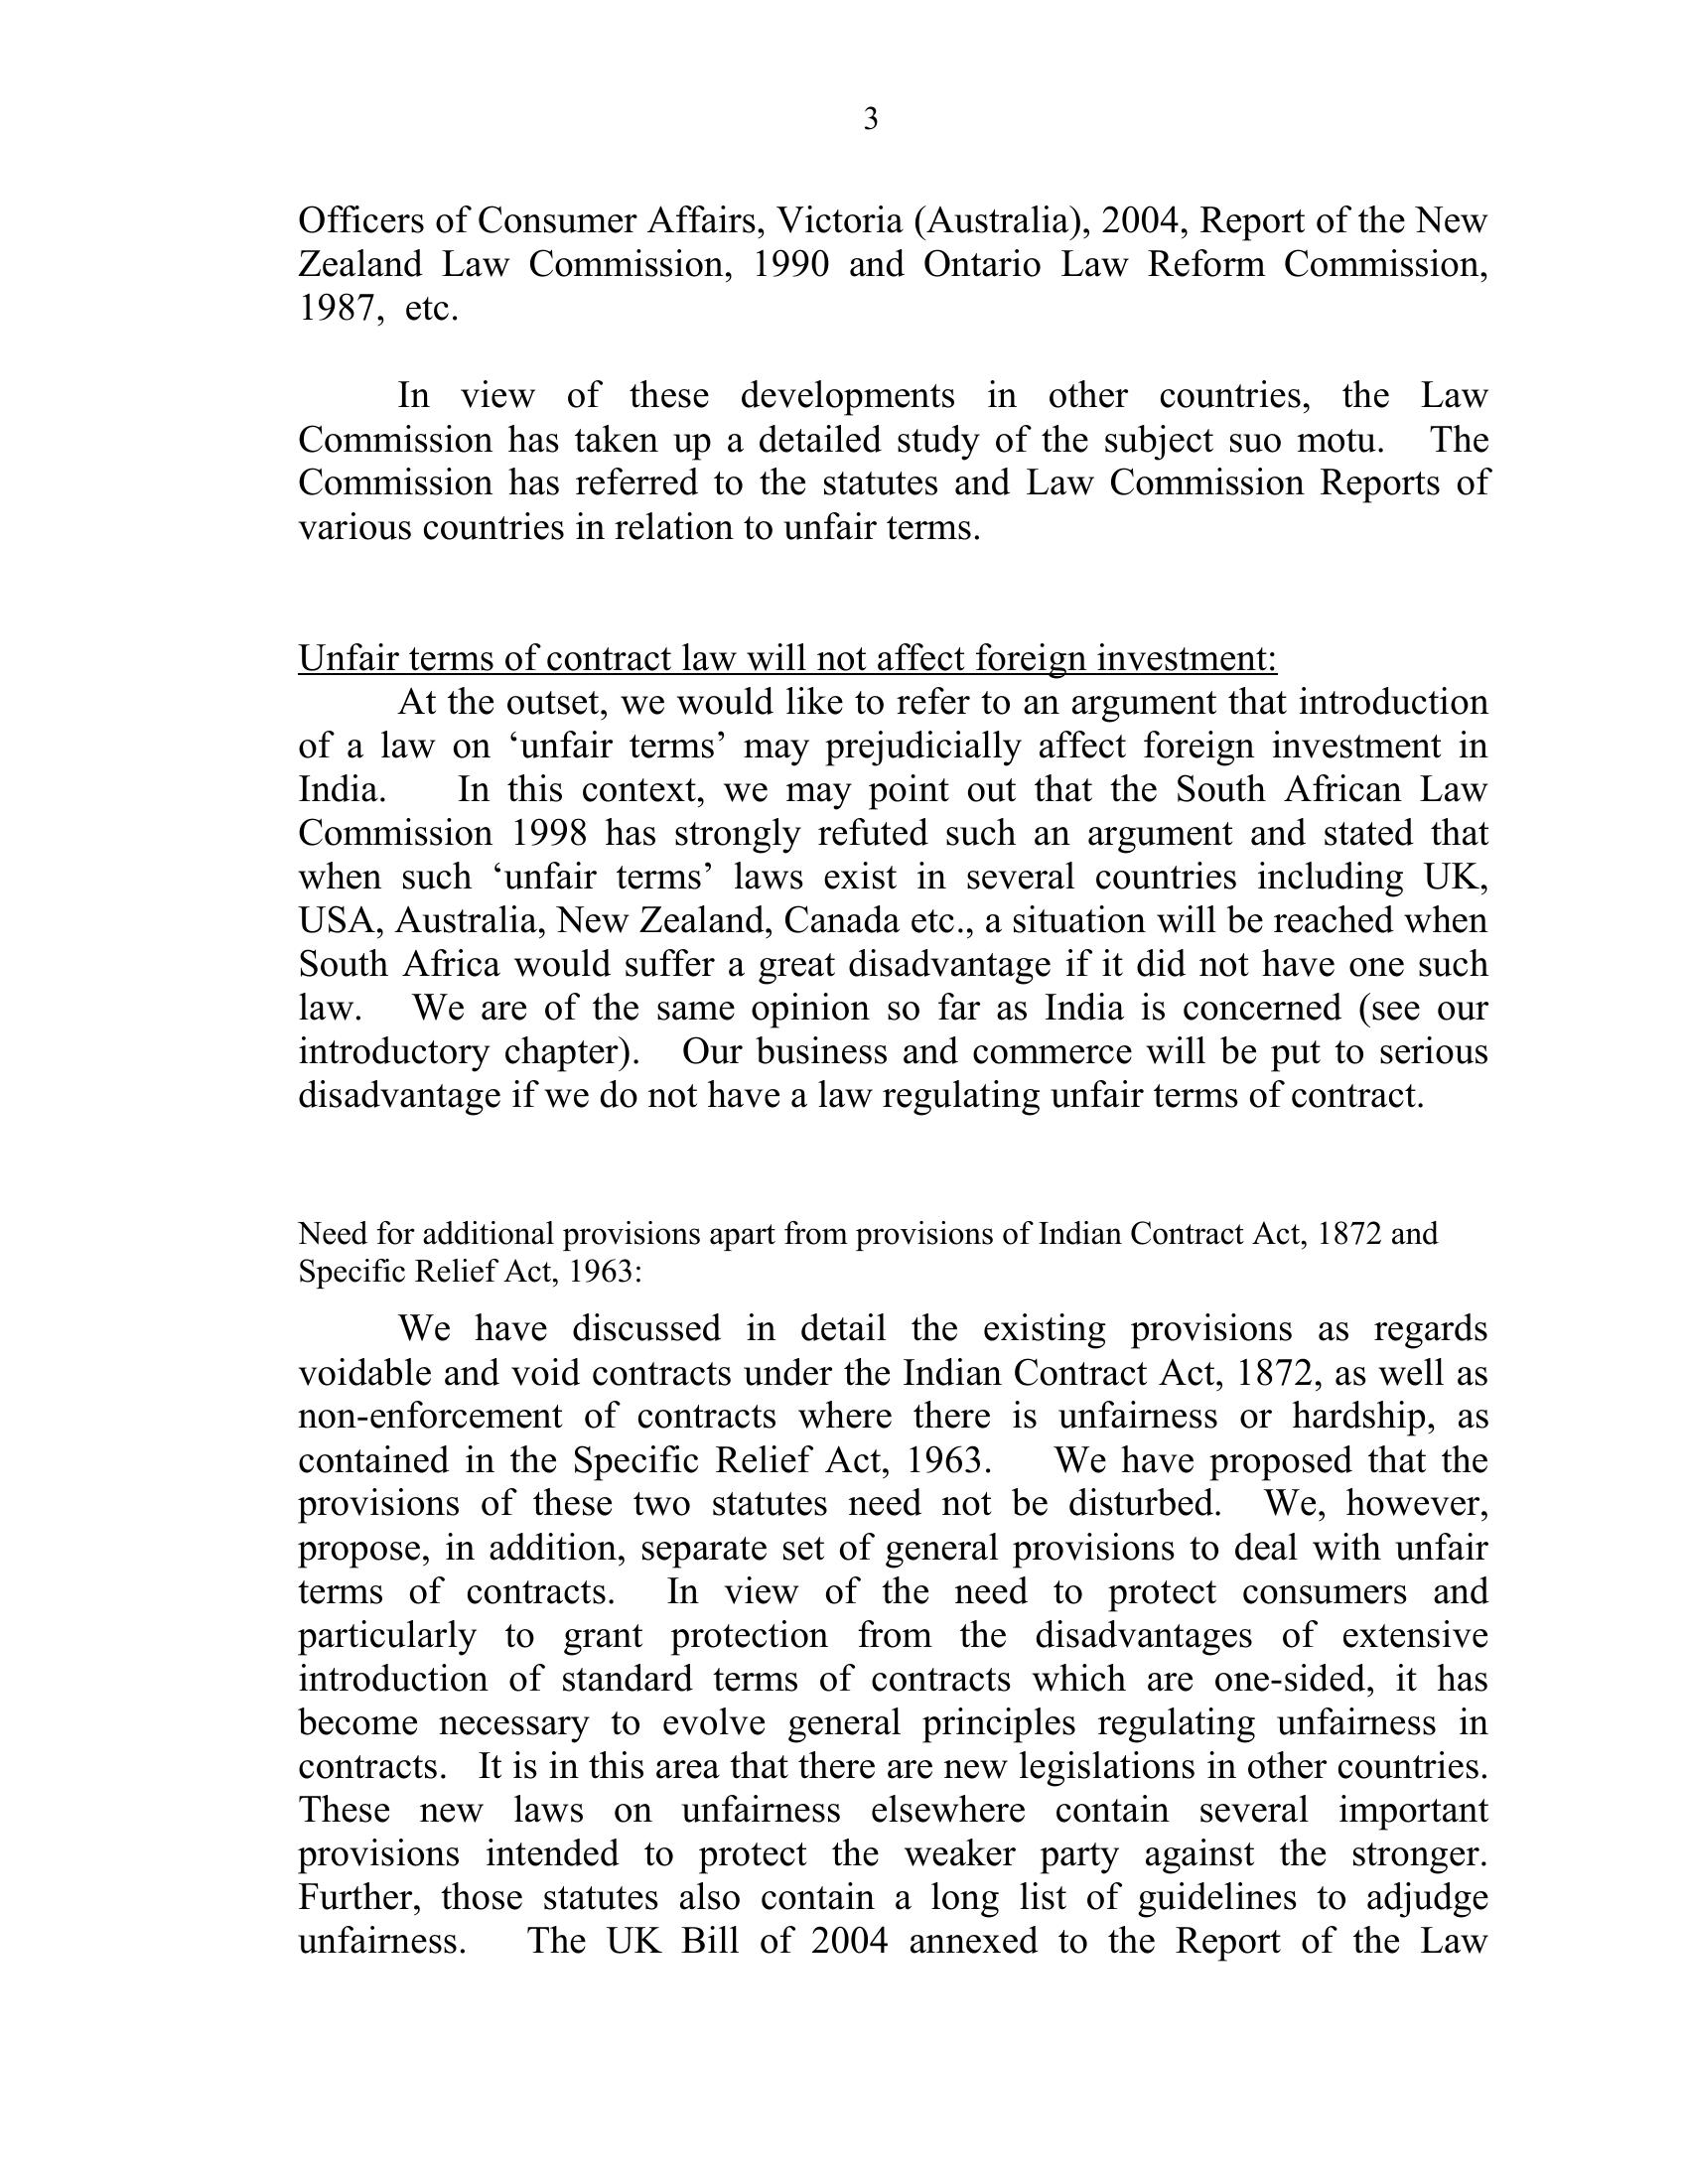 3
Officers of Consumer Affairs, Victoria (Australia), 2004, Report of the New
Zealand Law Commission, 1990 and Ontario Law Reform Commission,
1987, etc.
In view of these developments in other countries, the Law
Commission has taken up a detailed study of the subject suo motu. The
Commission has referred to the statutes and Law Commission Reports of
various countries in relation to unfair terms.
Unfair terms of contract law will not affect foreign investment:
At the outset, we would like to refer to an argument that introduction
of a law on ‘unfair terms’ may prejudicially affect foreign investment in
India. In this context, we may point out that the South African Law
Commission 1998 has strongly refuted such an argument and stated that
when such ‘unfair terms’ laws exist in several countries including UK,
USA, Australia, New Zealand, Canada etc., a situation will be reached when
South Africa would suffer a great disadvantage if it did not have one such
law. We are of the same opinion so far as India is concerned (see our
introductory chapter). Our business and commerce will be put to serious
disadvantage if we do not have a law regulating unfair terms of contract.
Need for additional provisions apart from provisions of Indian Contract Act, 1872 and
Specific Relief Act, 1963:
We have discussed in detail the existing provisions as regards
voidable and void contracts under the Indian Contract Act, 1872, as well as
non-enforcement of contracts where there is unfairness or hardship, as
contained in the Specific Relief Act, 1963. We have proposed that the
provisions of these two statutes need not be disturbed. We, however,
propose, in addition, separate set of general provisions to deal with unfair
terms of contracts. In view of the need to protect consumers and
particularly to grant protection from the disadvantages of extensive
introduction of standard terms of contracts which are one-sided, it has
become necessary to evolve general principles regulating unfairness in
contracts. It is in this area that there are new legislations in other countries.
These new laws on unfairness elsewhere contain several important
provisions intended to protect the weaker party against the stronger.
Further, those statutes also contain a long list of guidelines to adjudge
unfairness. The UK Bill of 2004 annexed to the Report of the Law